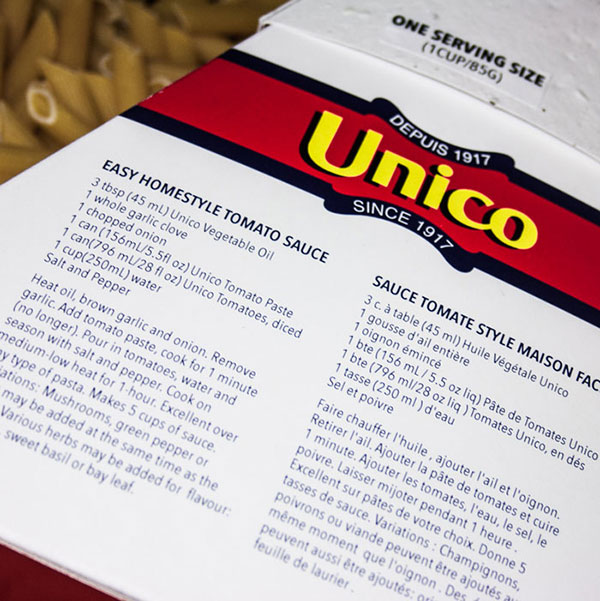 ONE SERVING SIZE
(1CUP/85G)
DEPUIS 1917
Unico
SINCE 1917
EASY HOMESTYLE TOMATO SAUCE
3 tbsp (45 mL) Unico Vegetable Oil
1 whole garlic clove
1 chopped onion
1 can (156mL/5.5fl oz) Unico Tomato Paste
1 can(796 mL/28 fl oz) Unico Tomatoes, diced
1 cup(250mL) water
Salt and Pepper
Heat oil, brown garlic and onion. Remove
garlic. Add tomato paste, cook for 1 minute
(no longer). Pour in tomatoes, water and
season with salt and pepper. Cook on
medium-low heat for 1 hour. Excellent over
type of pasta. Makes 5 cups of sauce.
Mushrooms, green pepper or
may be added at the same time as the
Various herbs may be added for flavour:
sweet basil or bay leaf.
SAUCE TOMATE STYLE MAISON FAC
3 c. à table (45 ml) Huile Végétale Unico
1 gousse d'ail entière
1 oignon émincé
1 bte (156 mL / 5.5 oz liq) Pâte de Tomates Unico
1 bte (796 ml/28 oz liq ) Tomates Unico, en dés
1 tasse (250 ml ) d'eau
Sel et poivre
Faire chauffer l'huile , ajouter l'ail et l'oignon.
Retirer l'ail. Ajouter la pâte de tomates et cuire
1 minute. Ajouter les tomates, l'eau, le sel, le
poivre. Laisser mijoter pendant 1 heure .
Excellent sur pâtes de votre choix. Donne 5
tasses de sauce. Variations : Champignons,
poivrons ou viande peuvent être ajoutés au
même moment que l'oignon .
peuvent aussi être ajoutés:
feuille de laurier .